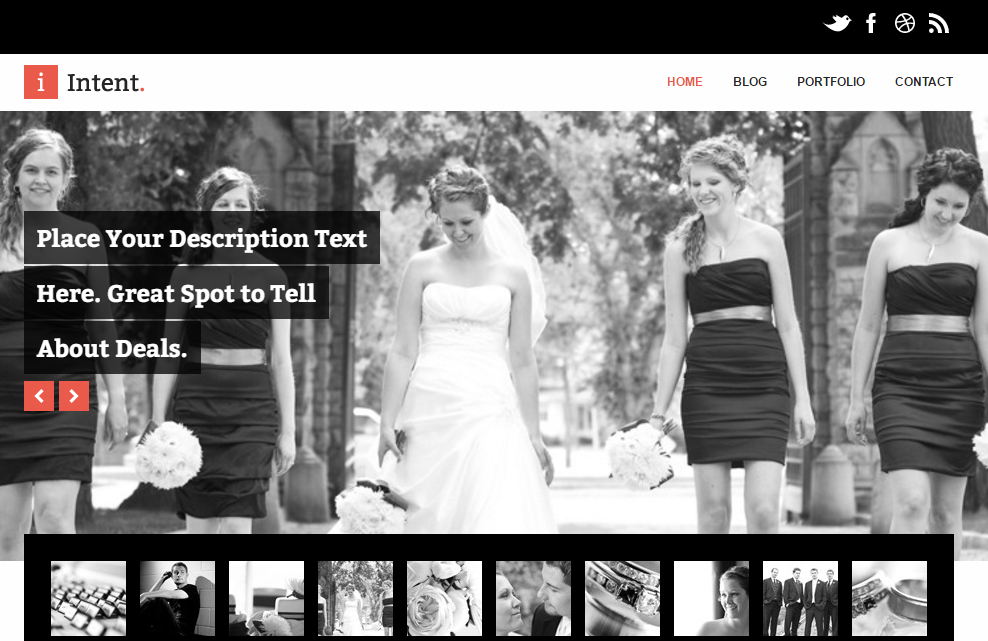 i Intent.
HOME BLOG PORTFOLIO CONTACT
Place Your Description Text
Here. Great Spot to Tell
About Deals.